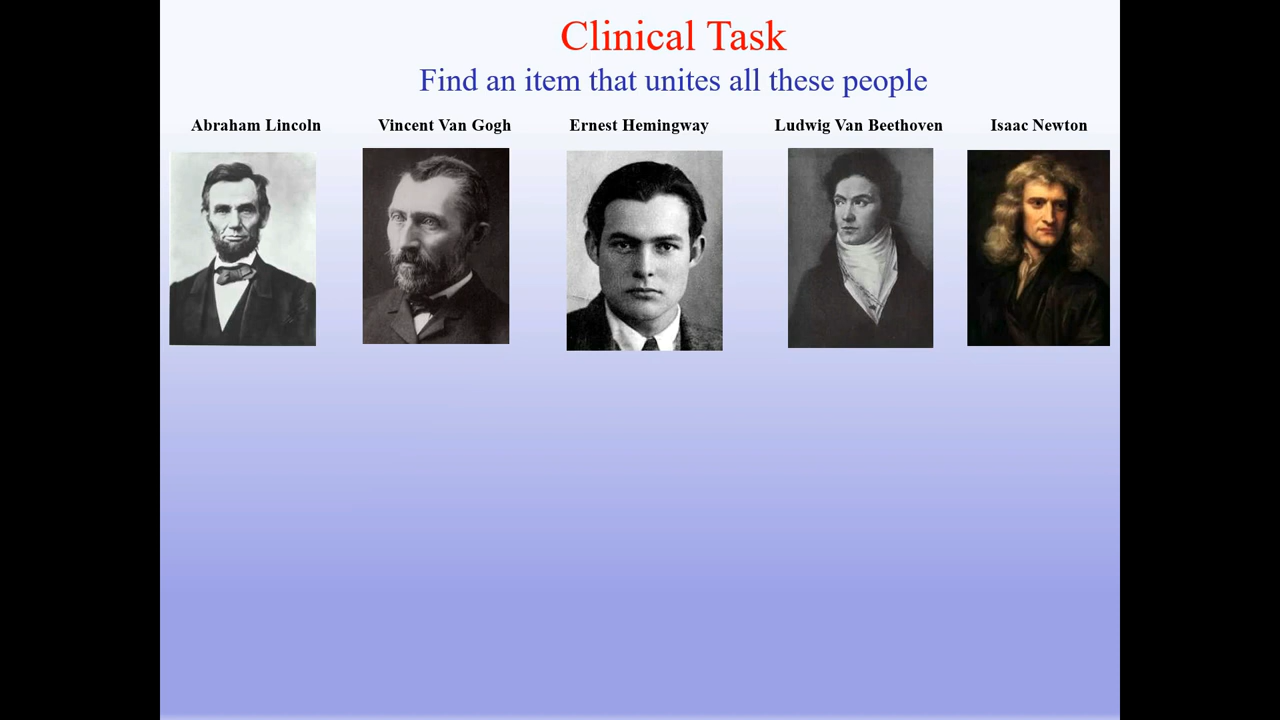 Clinical Task
Find an item that unites all these people
Abraham Lincoln Vincent Van Gogh Ernest Hemingway Ludwig Van Beethoven Isaac Newton